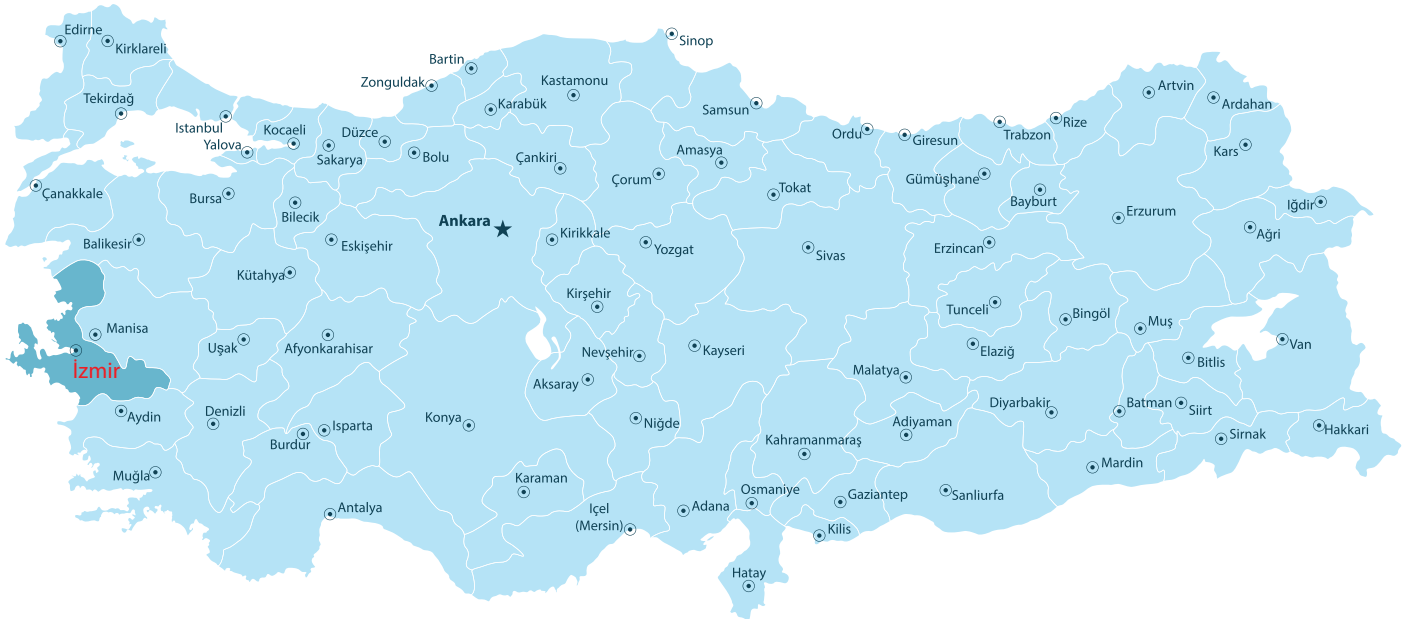 Edirne
Kirklareli
Tekirdağ
Istanbul
Yalova
Kocaeli
Sakarya
Düzce
Bolu
Zonguldak
Bartin
Karabük
Kastamonu
Sinop
Samsun
Çankiri
Çorum
Amasya
Tokat
Ordu
Giresun
Trabzon
Rize
Artvin
Ardahan
Kars
Gümüşhane
Bayburt
Erzurum
Iğdir
Ağri
Çanakkale
Bursa
Bilecik
Balikesir
Eskişehir
Kütahya
Ankara
Kirikkale
Yozgat
Sivas
Erzincan
Tunceli
Bingöl
Muş
Kirşehir
Manisa
İzmir
Uşak
Afyonkarahisar
Nevşehir
Kayseri
Aksaray
Malatya
Elaziğ
Bitlis
Van
Aydin
Denizli
Burdur
Isparta
Konya
Niğde
Kahramanmaraş
Adiyaman
Diyarbakir
Batman
Siirt
Sirnak
Hakkari
Mardin
Muğla
Antalya
Karaman
Içel
(Mersin)
Adana
Osmaniye
Gaziantep
Sanliurfa
Kilis
Hatay